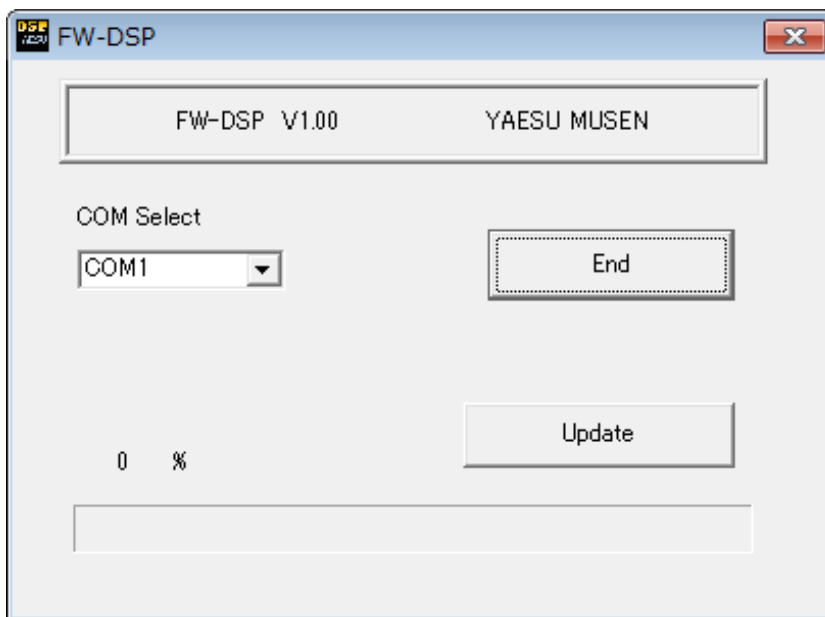 FW-DSP
FW-DSP V1.00 YAESU MUSEN
COM Select
COM1
End
Update
0 %